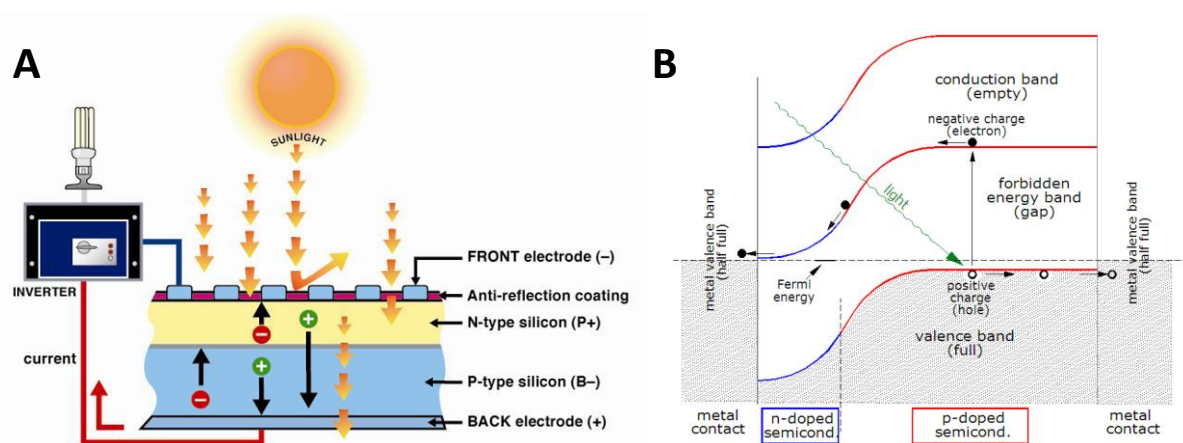 A
SUNLIGHT
INVERTER
current
FRONT electrode (−)
Anti-reflection coating
N-type silicon (P+)
P-type silicon (B−)
BACK electrode (+)
B
conduction band
(empty)
negative charge
(electron)
forbidden
energy band
(gap)
light
metal valence band
(half full)
Fermi
energy
positive
charge
(hole)
valence band
(full)
metal valence band
(half full)
metal
contact
n-doped
semicond.
p-doped
semicond.
metal
contact